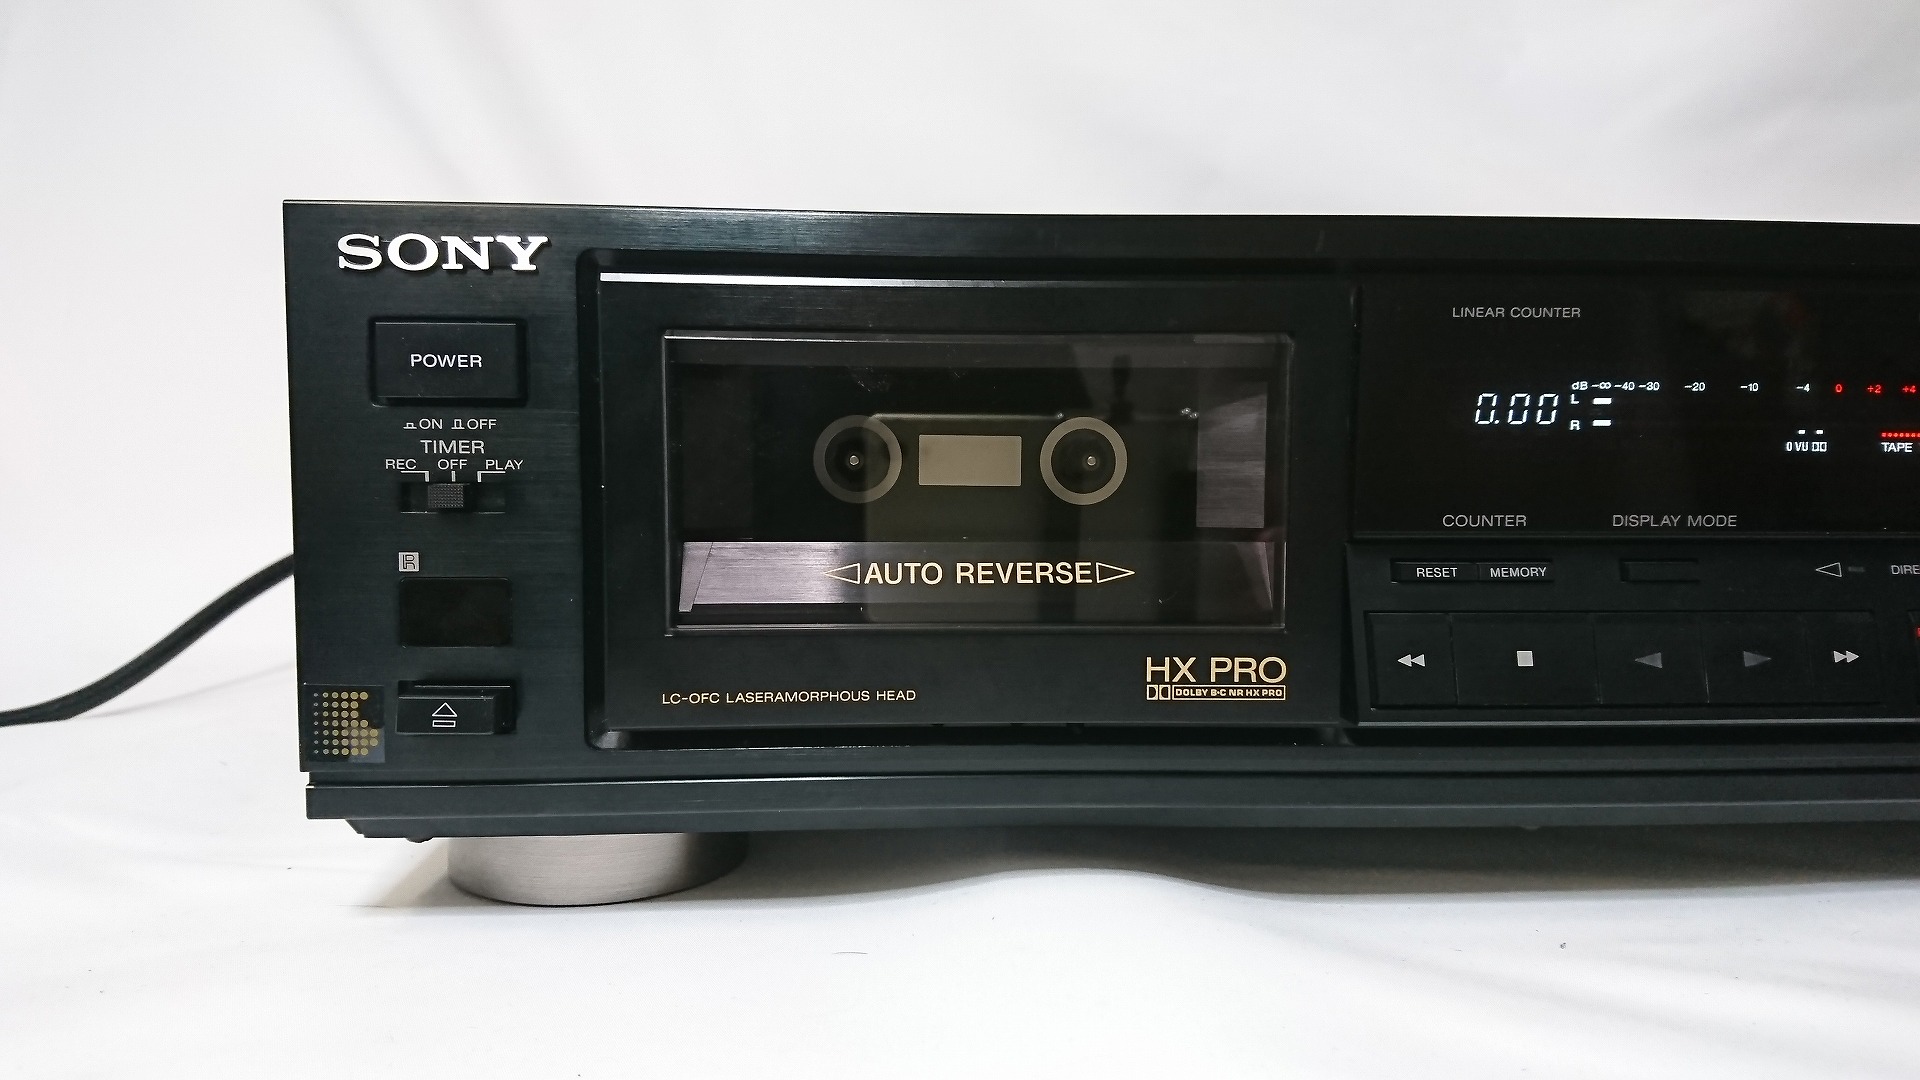 SONY
POWER
ON OFF
TIMER
REC OFF PLAY
R
AUTO REVERSE
LC-OFC LASERAMORPHOUS HEAD
HX PRO
DOLBY B·C NR HX PRO
LINEAR COUNTER
dB -∞ -40 -30 -20 -10 -4 0 +2 +4
0.00
L
R
0 VU
TAPE
COUNTER
DISPLAY MODE
RESET
MEMORY
DIRE